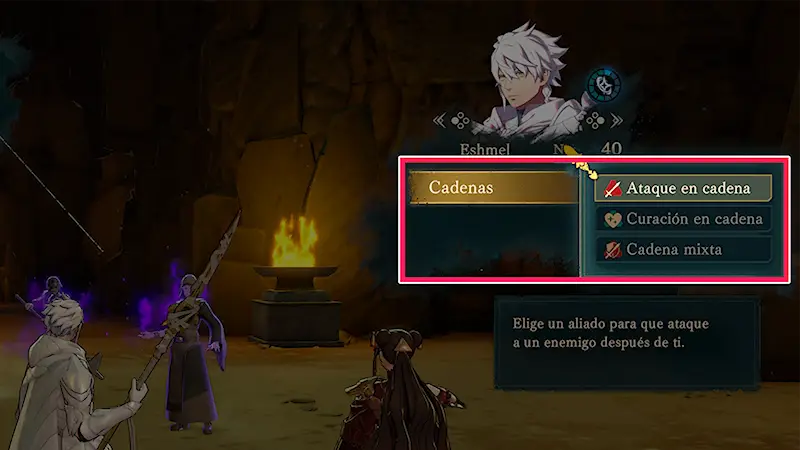 Eshmel
40
Cadenas
Ataque en cadena
Curación en cadena
Cadena mixta
Elige un aliado para que ataque
a un enemigo después de ti.